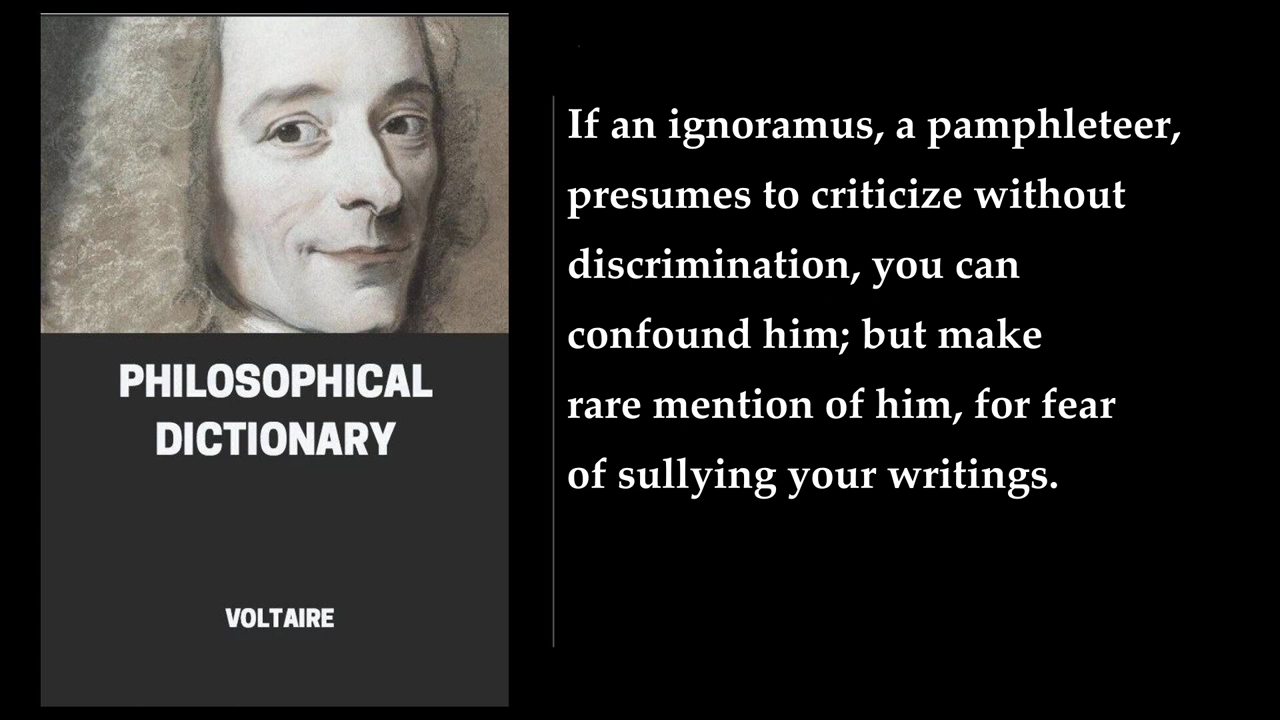 PHILOSOPHICAL
DICTIONARY
VOLTAIRE
If an ignoramus, a pamphleteer,
presumes to criticize without
discrimination, you can
confound him; but make
rare mention of him, for fear
of sullying your writings.